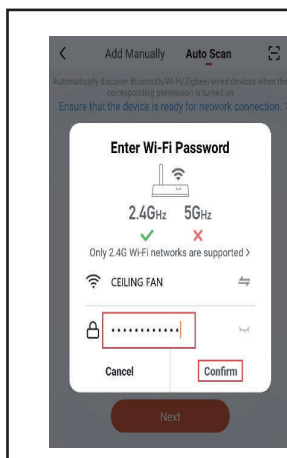 Add Manually Auto Scan
Automatically discover Bluetooth/Wi-Fi/Zigbee/wired devices when the
corresponding permission is turned on
Ensure that the device is ready for network connection.
Enter Wi-Fi Password
2.4GHz 5GHz
Only 2.4G Wi-Fi networks are supported >
CEILING FAN
Cancel Confirm
Next